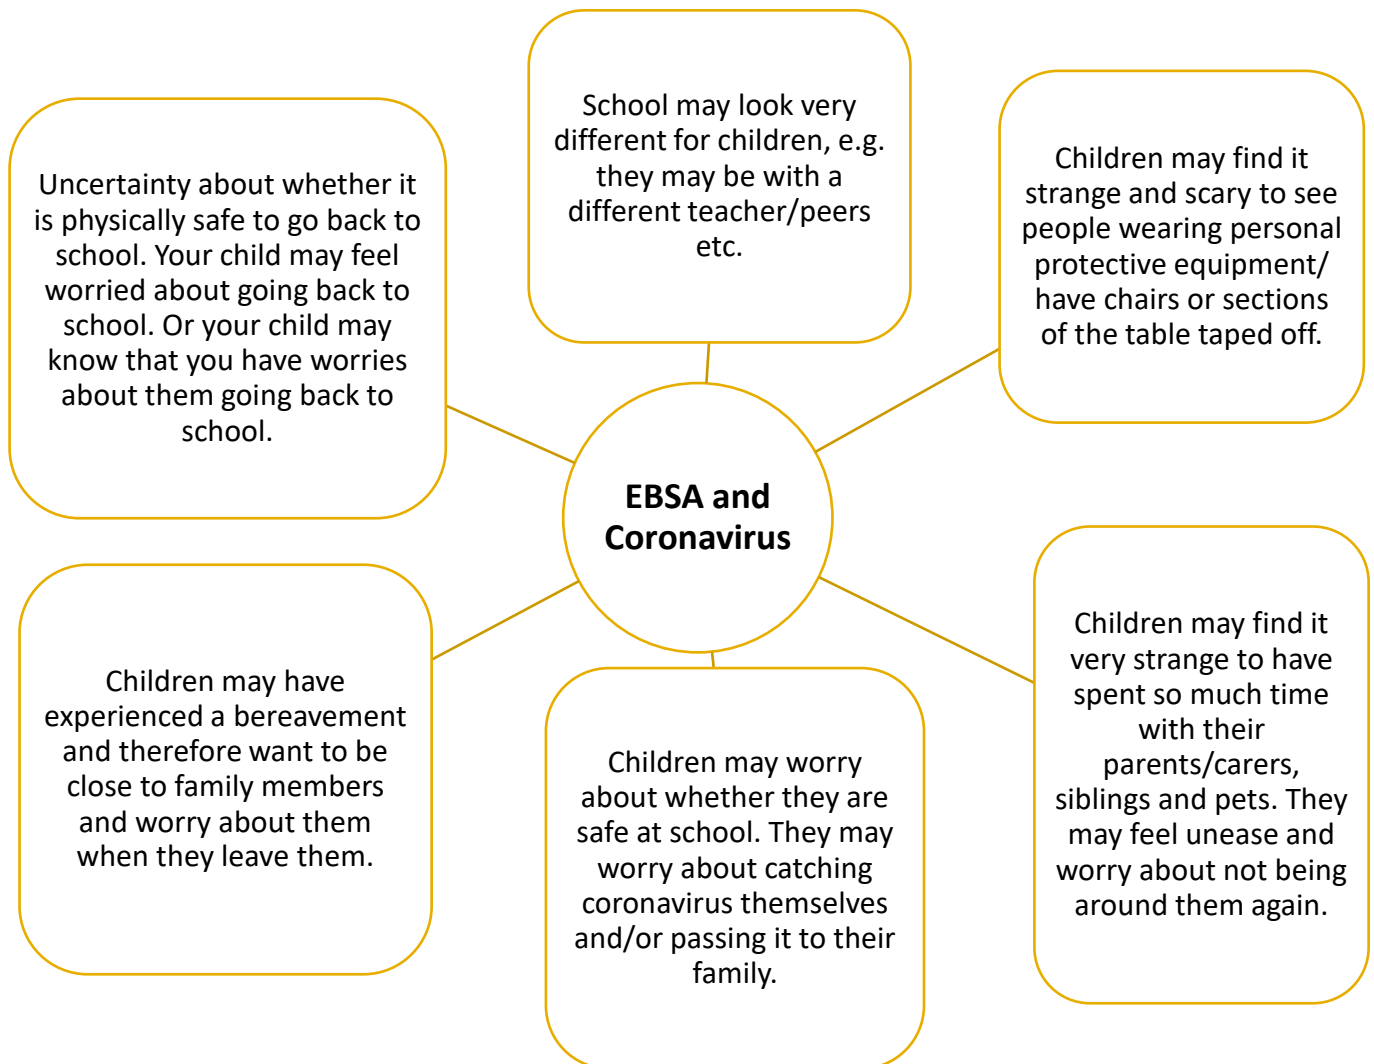 School may look very
different for children, e.g.
they may be with a
different teacher/peers
etc.
Children may find it
strange and scary to see
people wearing personal
protective equipment/
have chairs or sections
of the table taped off.
Uncertainty about whether it
is physically safe to go back to
school. Your child may feel
worried about going back to
school. Or your child may
know that you have worries
about them going back to
school.
EBSA and
Coronavirus
Children may find it
very strange to have
spent so much time
with their
parents/carers,
siblings and pets. They
may feel unease and
worry about not being
around them again.
Children may have
experienced a bereavement
and therefore want to be
close to family members
and worry about them
when they leave them.
Children may worry
about whether they are
safe at school. They may
worry about catching
coronavirus themselves
and/or passing it to their
family.